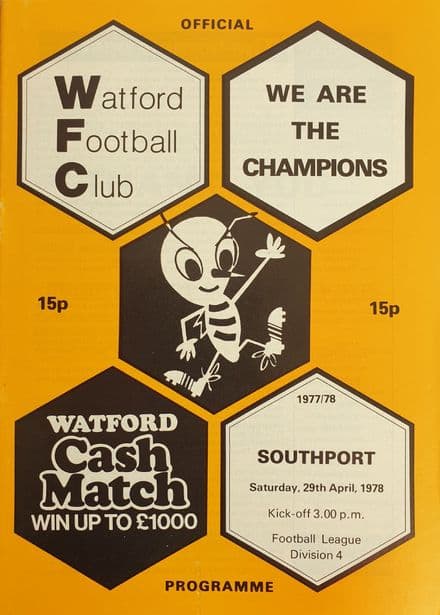 OFFICIAL
Watford
Football
Club
WE ARE
THE
CHAMPIONS
15p
15p
WATFORD
Cash
Match
WIN UP TO £1000
1977/78
SOUTHPORT
Saturday, 29th April, 1978
Kick-off 3.00 p.m.
Football League
Division 4
PROGRAMME